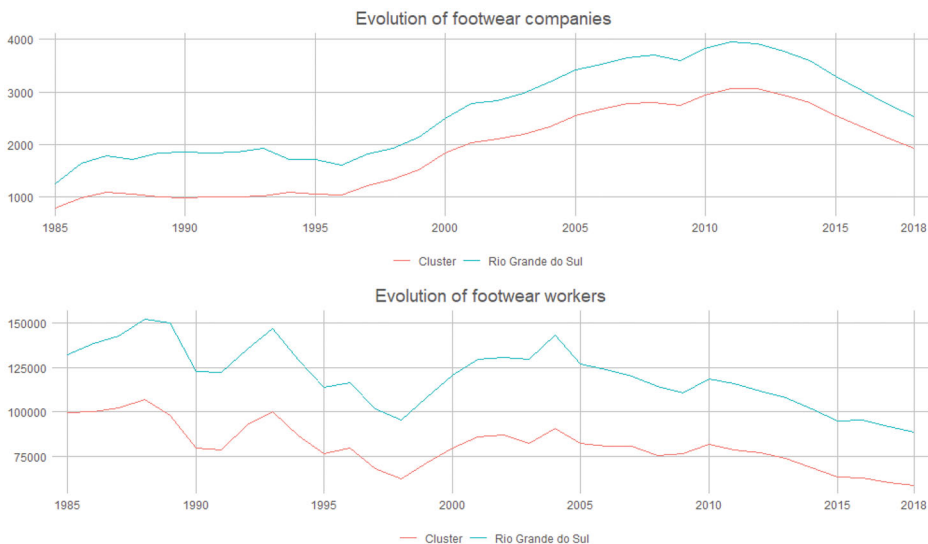 Evolution of footwear companies
4000
3000
2000
1000
1985 1990 1995 2000 2005 2010 2015 2018
Cluster Rio Grande do Sul
Evolution of footwear workers
150000
125000
100000
75000
1985 1990 1995 2000 2005 2010 2015 2018
Cluster Rio Grande do Sul